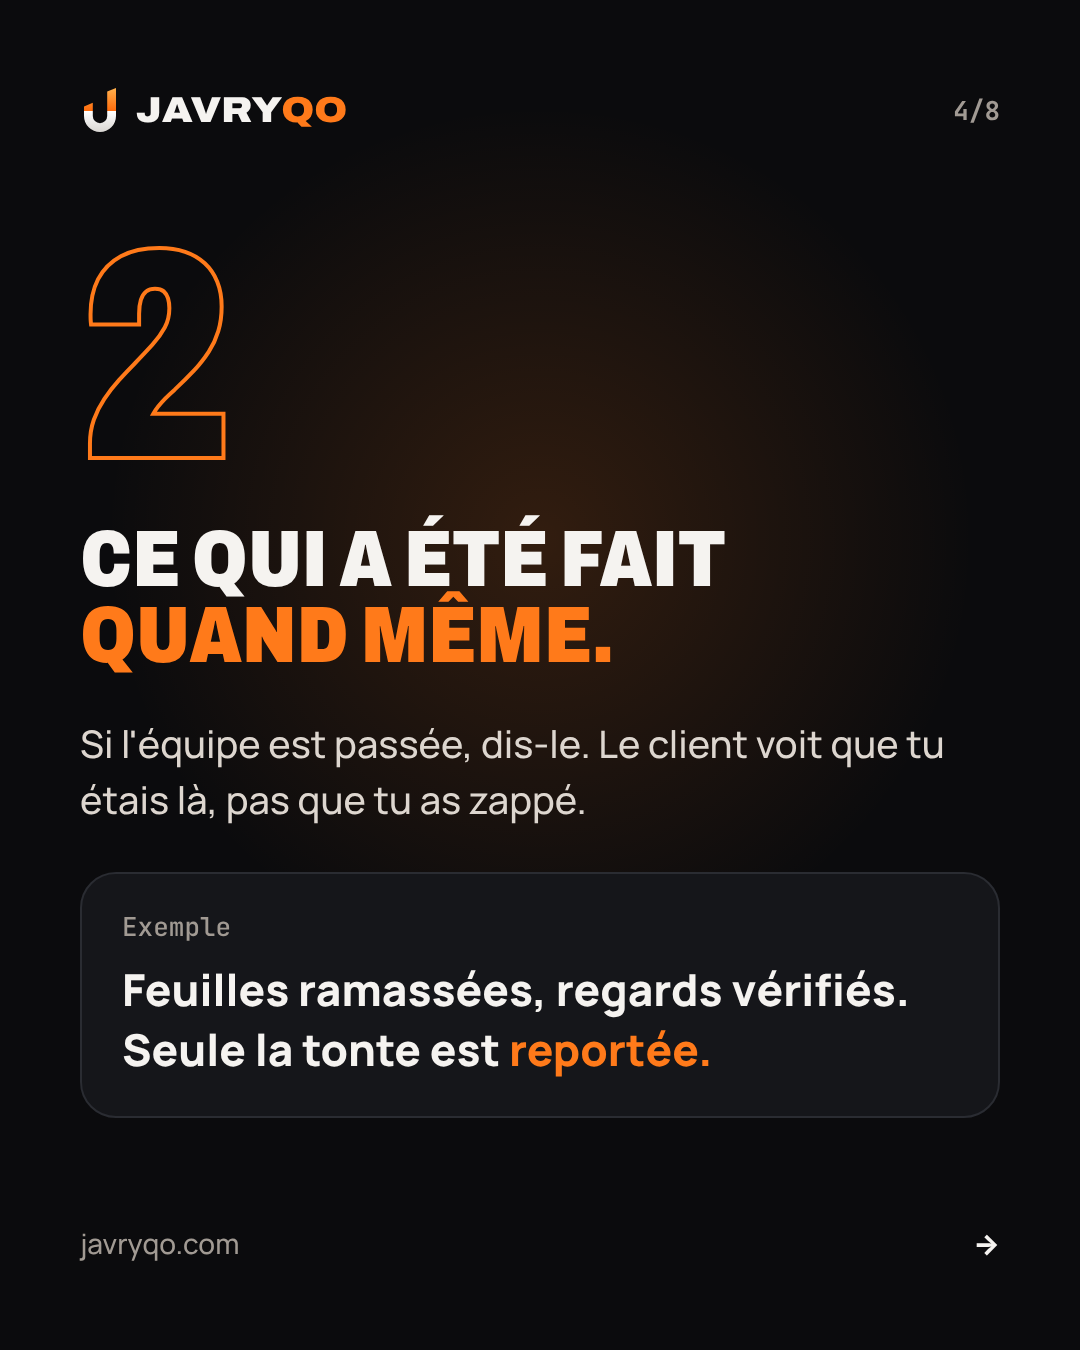 JAVRYQO
4/8
2
CE QUI A ÉTÉ FAIT
QUAND MÊME.
Si l'équipe est passée, dis-le. Le client voit que tu
étais là, pas que tu as zappé.
Exemple
Feuilles ramassées, regards vérifiés.
Seule la tonte est reportée.
javryqo.com
→